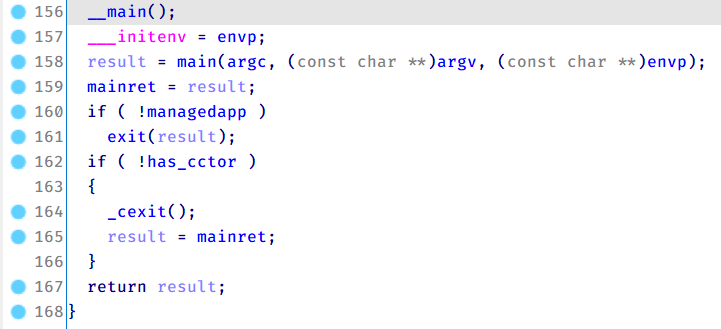 156 __main();
157 ___initenv = envp;
158 result = main(argc, (const char **)argv, (const char **)envp);
159 mainret = result;
160 if ( !managedapp )
161 exit(result);
162 if ( !has_cctor )
163 {
164 _cexit();
165 result = mainret;
166 }
167 return result;
168 }